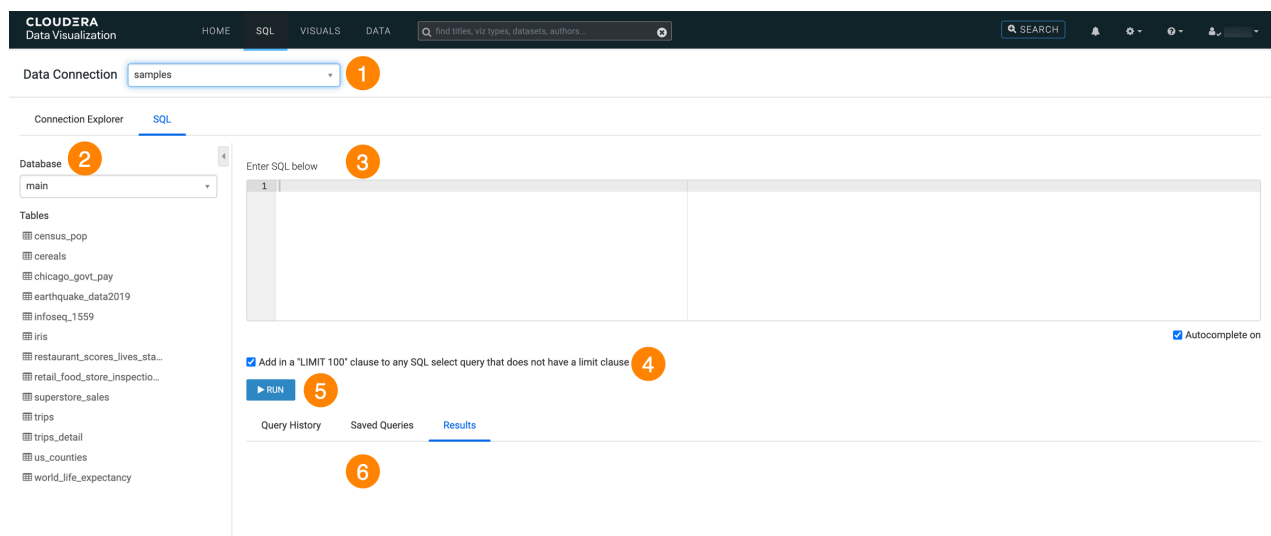 CLOUDERA
Data Visualization
HOME
SQL
VISUALS
DATA
find titles, viz types, datasets, authors...
SEARCH
Data Connection
samples
1
Connection Explorer
SQL
Database
2
main
Tables
census_pop
cereals
chicago_govt_pay
earthquake_data2019
infoseq_1559
iris
restaurant_scores_lives_sta...
retail_food_store_inspectio...
superstore_sales
trips
trips_detail
us_counties
world_life_expectancy
Enter SQL below
3
1
Autocomplete on
Add in a "LIMIT 100" clause to any SQL select query that does not have a limit clause
4
RUN
5
Query History
Saved Queries
Results
6